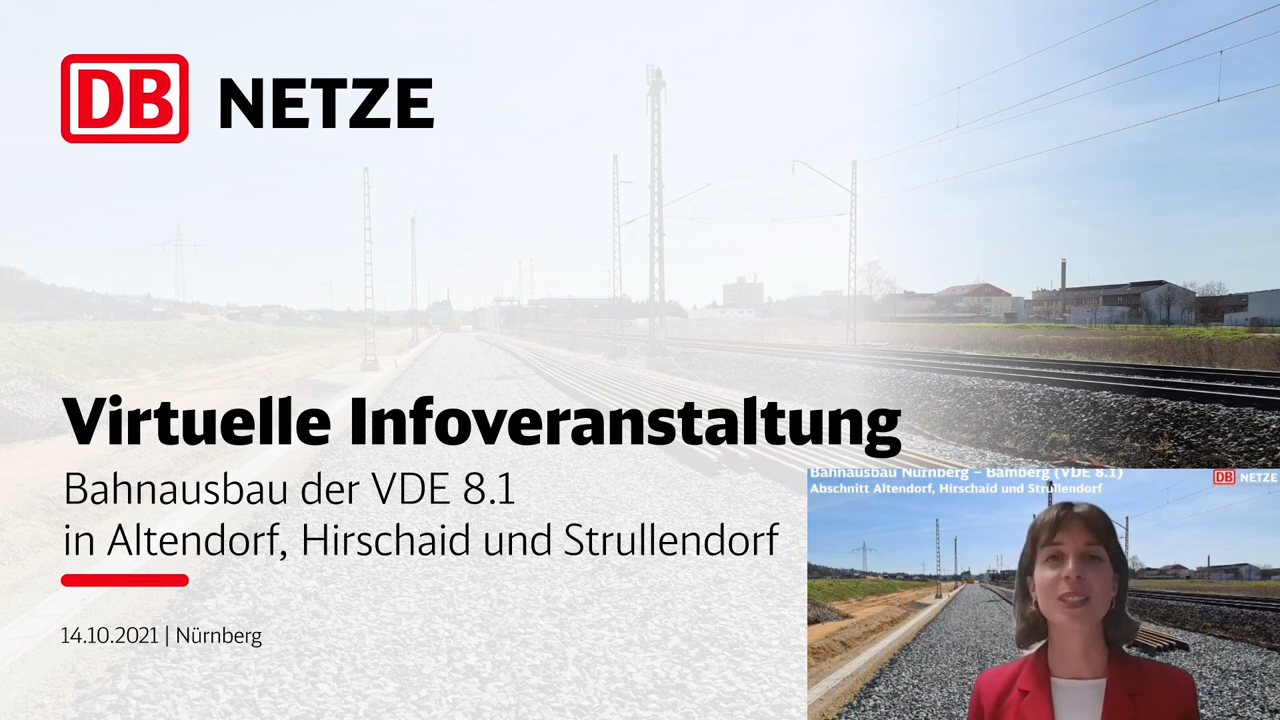 DB NETZE
Virtuelle Infoveranstaltung
Bahnausbau der VDE 8.1
in Altendorf, Hirschaid und Strullendorf
14.10.2021 | Nürnberg
Bahnausbau Nürnberg – Bamberg (VDE 8.1)
Abschnitt Altendorf, Hirschaid und Strullendorf
DB NETZE